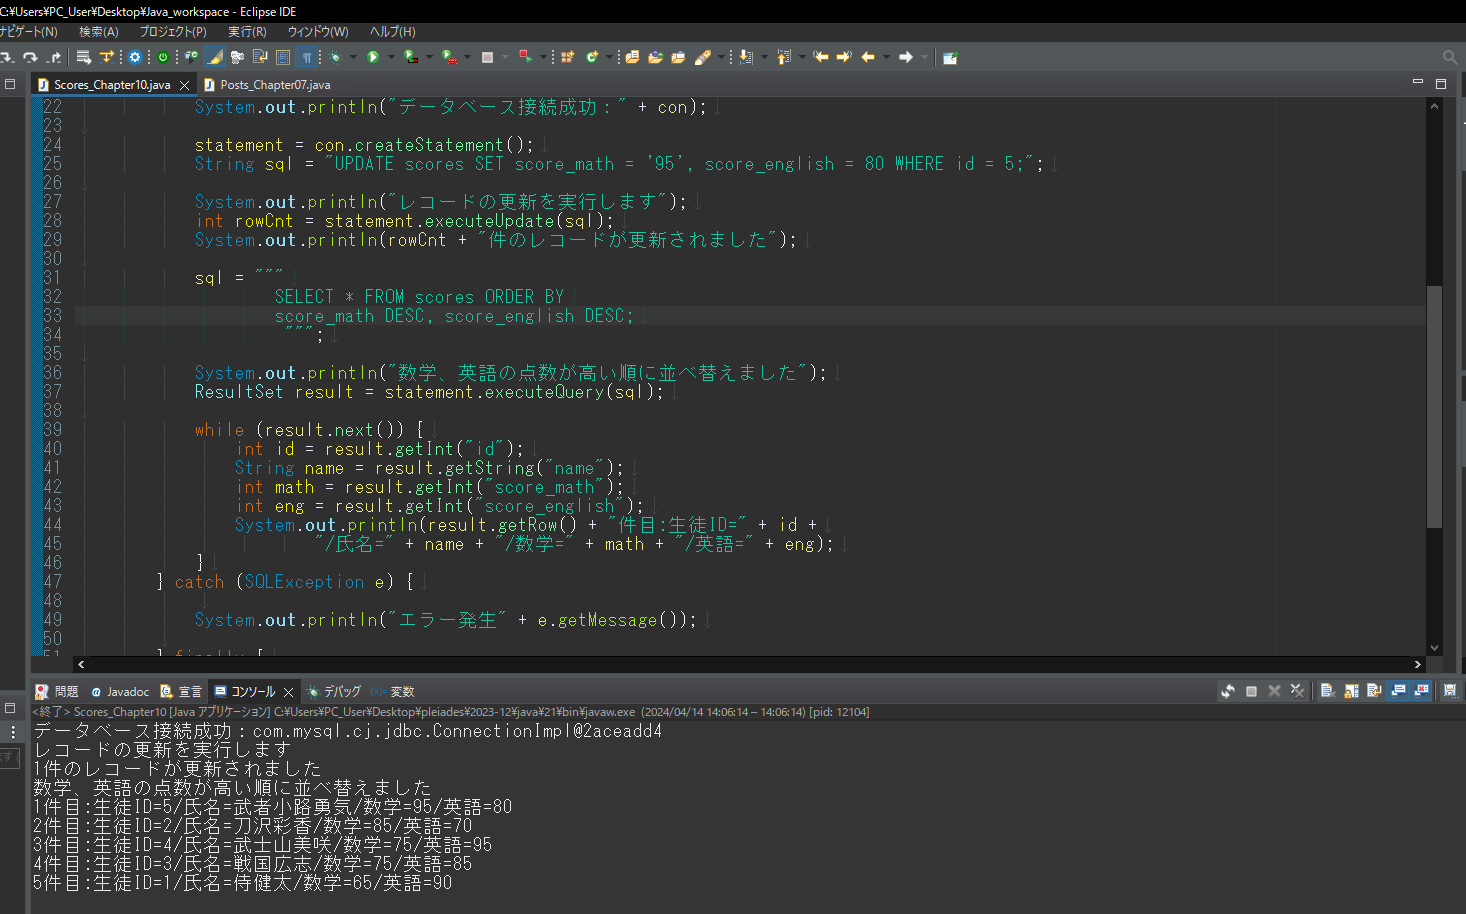 C:¥Users¥PC_User¥Desktop¥Java_workspace - Eclipse IDE
ナビゲート(N) 検索(A) プロジェクト(P) 実行(R) ウィンドウ(W) ヘルプ(H)
Scores_Chapter10.java Posts_Chapter07.java
22 System.out.println("データベース接続成功：" + con);
23
24 statement = con.createStatement();
25 String sql = "UPDATE scores SET score_math = '95', score_english = 80 WHERE id = 5;";
26
27 System.out.println("レコードの更新を実行します");
28 int rowCnt = statement.executeUpdate(sql);
29 System.out.println(rowCnt + "件のレコードが更新されました");
30
31 sql = """
32 SELECT * FROM scores ORDER BY
33 score_math DESC, score_english DESC;
34 """;
35
36 System.out.println("数学、英語の点数が高い順に並べ替えました");
37 ResultSet result = statement.executeQuery(sql);
38
39 while (result.next()) {
40 int id = result.getInt("id");
41 String name = result.getString("name");
42 int math = result.getInt("score_math");
43 int eng = result.getInt("score_english");
44 System.out.println(result.getRow() + "件目:生徒ID=" + id +
45 "/氏名=" + name + "/数学=" + math + "/英語=" + eng);
46 }
47 } catch (SQLException e) {
48
49 System.out.println("エラー発生" + e.getMessage());
50
51 } finally {
問題 Javadoc 宣言 コンソール デバッグ 変数
<終了> Scores_Chapter10 [Java アプリケーション] C:¥Users¥PC_User¥Desktop¥pleiades¥2023-12¥java¥21¥bin¥javaw.exe (2024/04/14 14:06:14 – 14:06:14) [pid: 12104]
データベース接続成功：com.mysql.cj.jdbc.ConnectionImpl@2aceadd4
レコードの更新を実行します
1件のレコードが更新されました
数学、英語の点数が高い順に並べ替えました
1件目:生徒ID=5/氏名=武者小路勇気/数学=95/英語=80
2件目:生徒ID=2/氏名=刀沢彩香/数学=85/英語=70
3件目:生徒ID=4/氏名=武士山美咲/数学=75/英語=95
4件目:生徒ID=3/氏名=戦国広志/数学=75/英語=85
5件目:生徒ID=1/氏名=侍健太/数学=65/英語=90